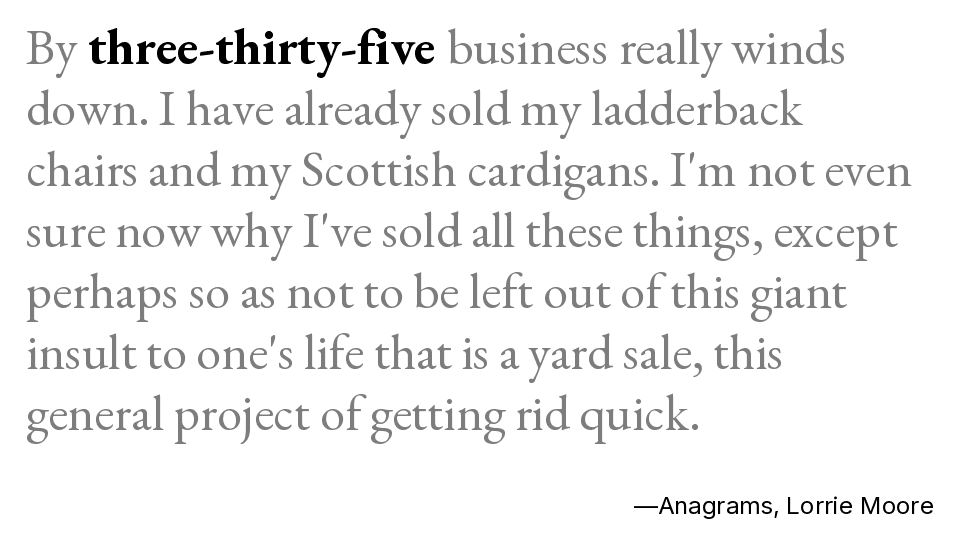 By three-thirty-five business really winds
down. I have already sold my ladderback
chairs and my Scottish cardigans. I'm not even
sure now why I've sold all these things, except
perhaps so as not to be left out of this giant
insult to one's life that is a yard sale, this
general project of getting rid quick.
—Anagrams, Lorrie Moore